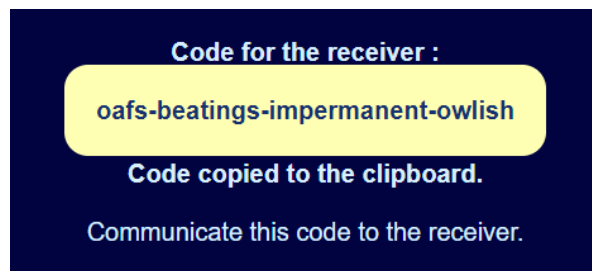 Code for the receiver :
oafs-beatings-impermanent-owlish
Code copied to the clipboard.
Communicate this code to the receiver.